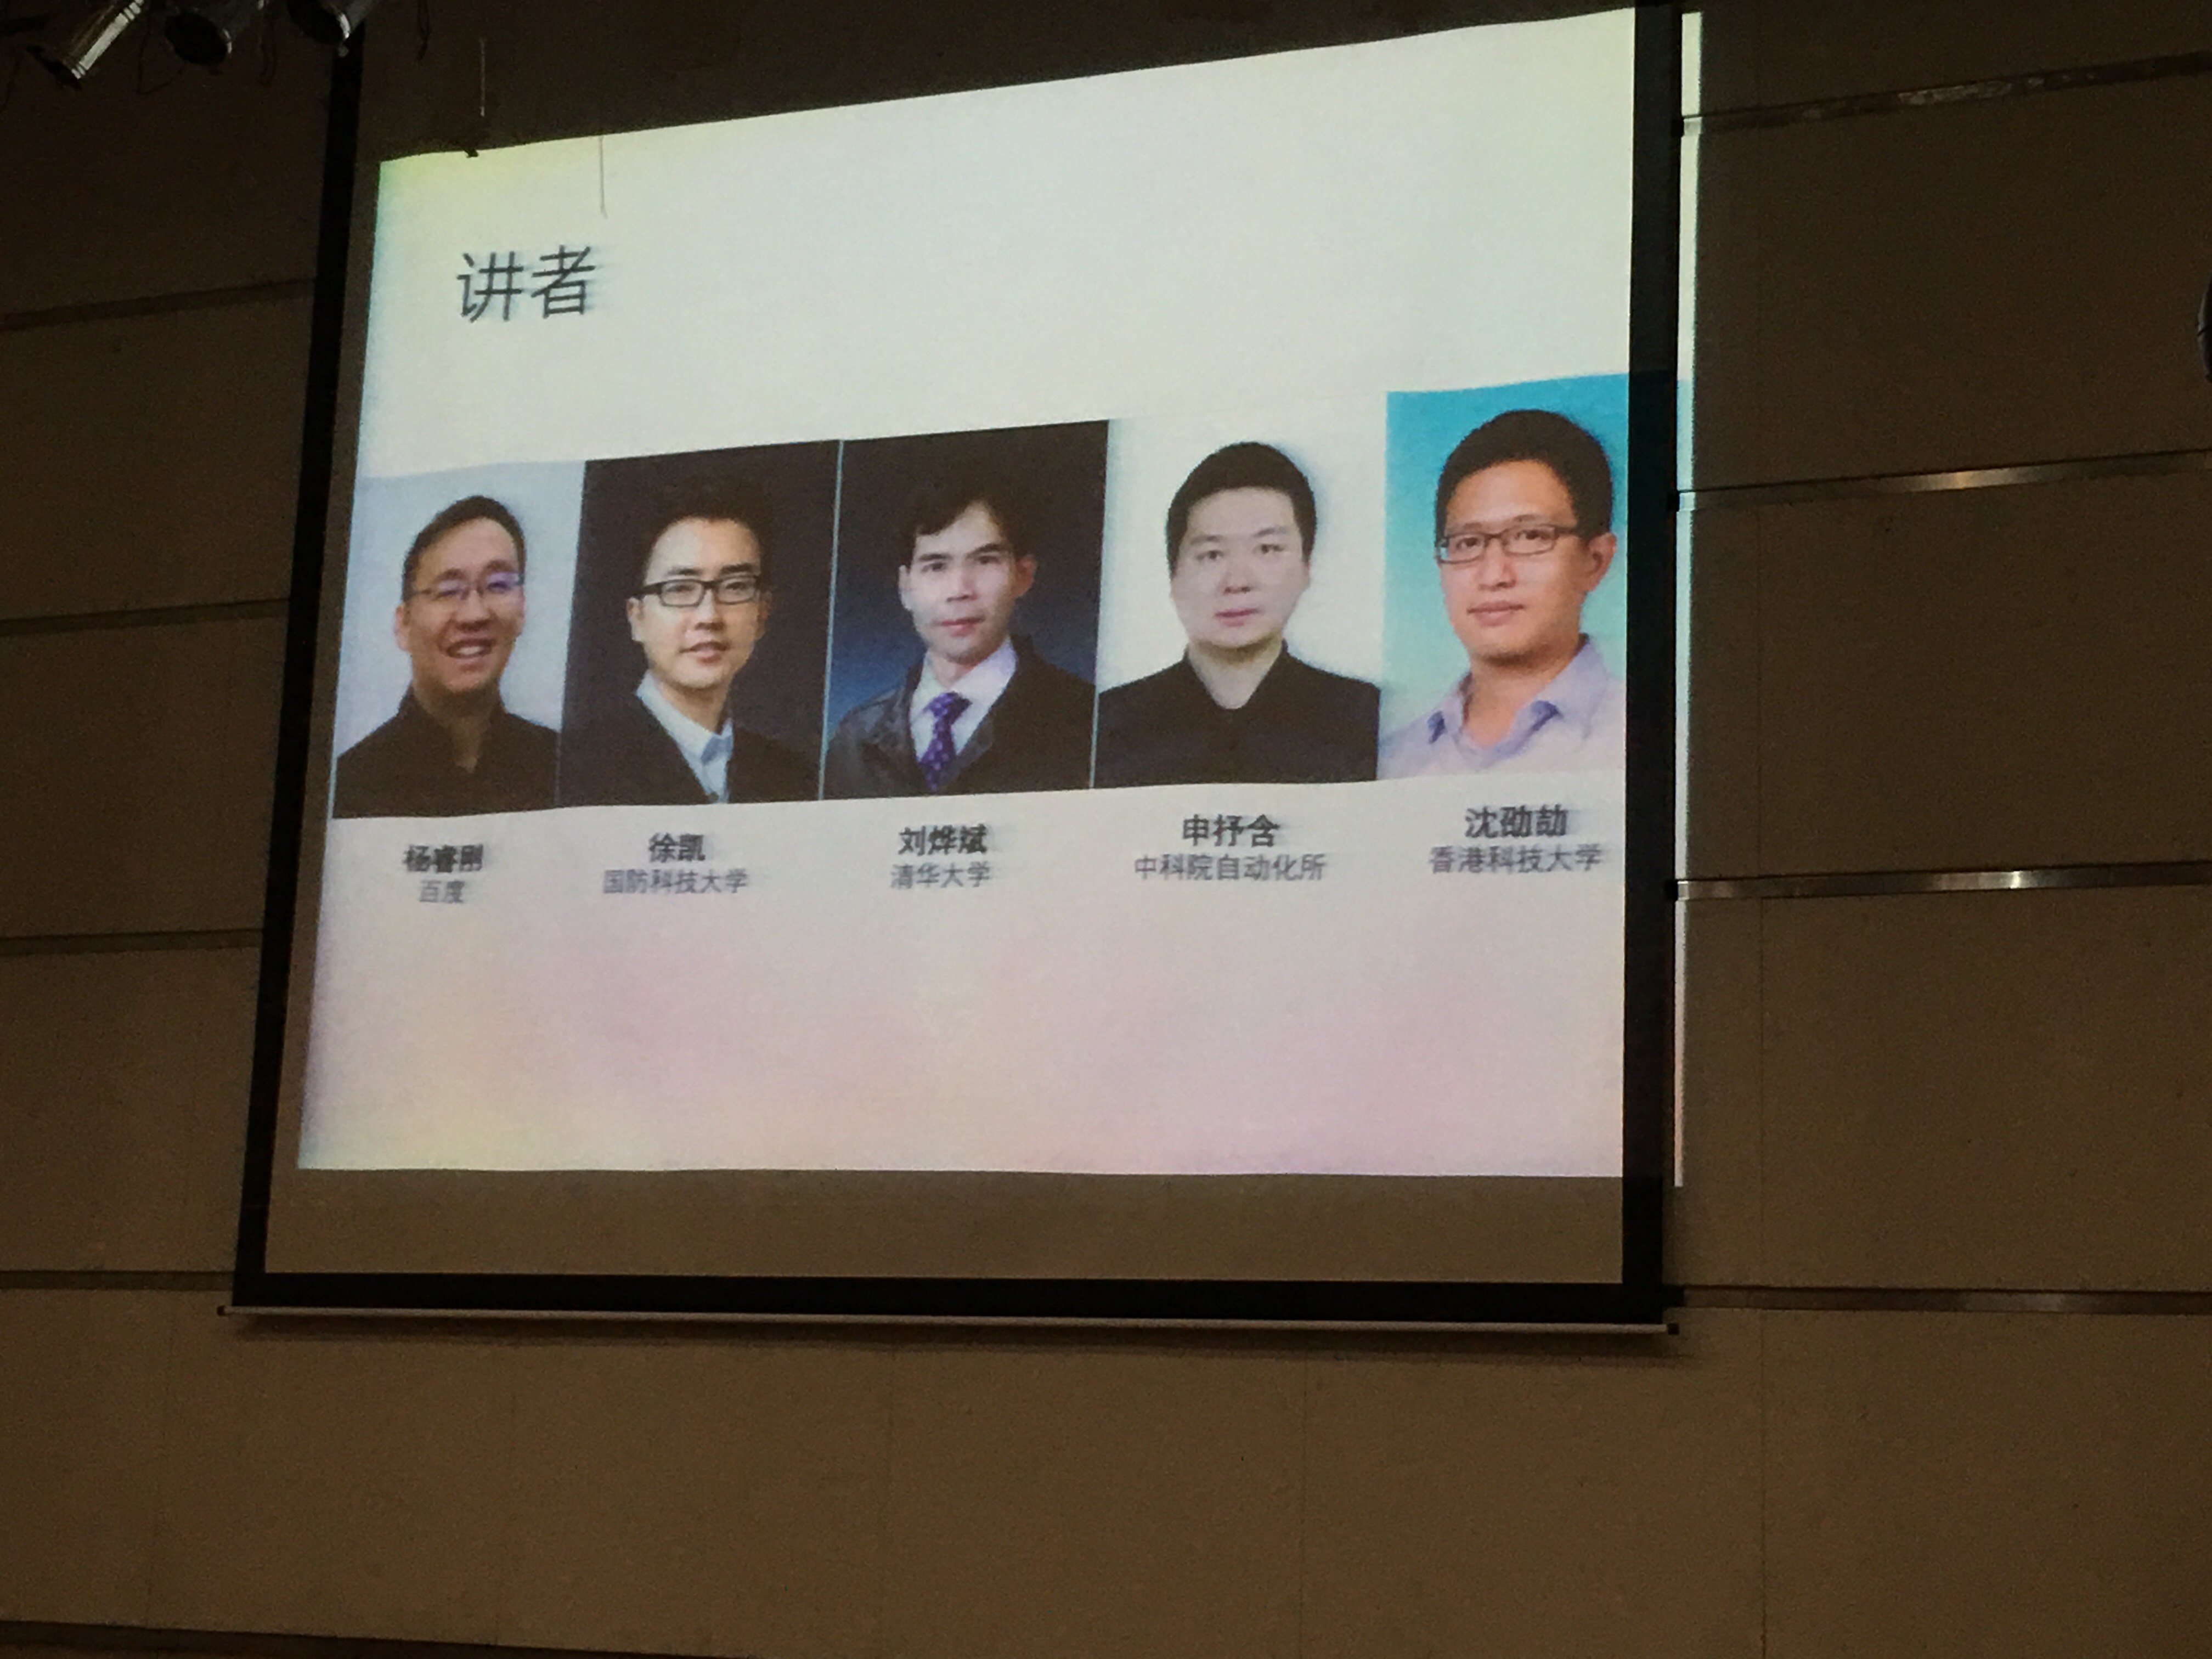 讲者
杨睿刚
百度
徐凯
国防科技大学
刘烨斌
清华大学
申抒含
中科院自动化所
沈劭劼
香港科技大学